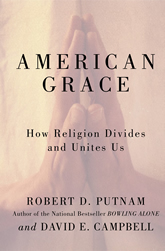 AMERICAN
GRACE
How Religion Divides
and Unites Us
ROBERT D. PUTNAM
Author of the National Bestseller BOWLING ALONE
and DAVID E. CAMPBELL